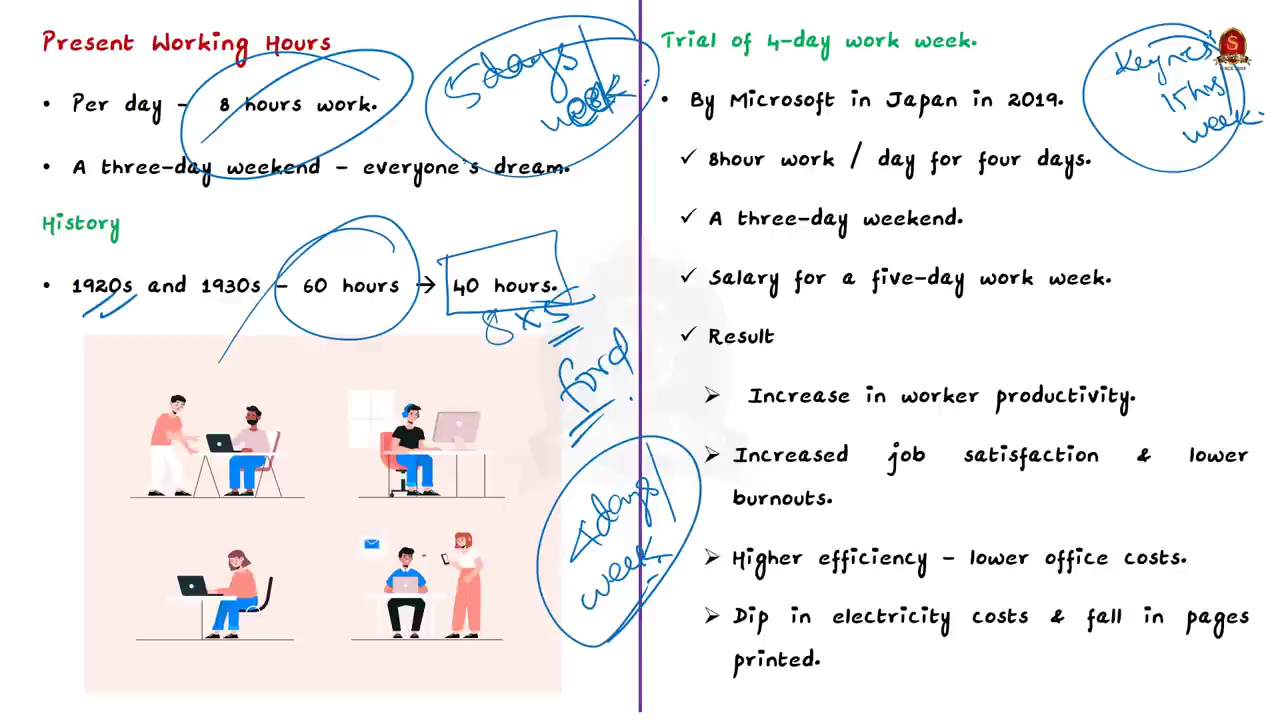 Present Working Hours
• Per day - 8 hours work.
5 days/
week.
• A three-day weekend - everyone's dream.
History
• 1920s and 1930s - 60 hours → 40 hours.
8 x 5
ford.
4 days/
week
Trial of 4-day work week.
Keynes
15 hrs
week.
S
SINCE 2004
• By Microsoft in Japan in 2019.
✓ 8hour work / day for four days.
✓ A three-day weekend.
✓ Salary for a five-day work week.
✓ Result
➢ Increase in worker productivity.
➢ Increased job satisfaction & lower
burnouts.
➢ Higher efficiency - lower office costs.
➢ Dip in electricity costs & fall in pages
printed.